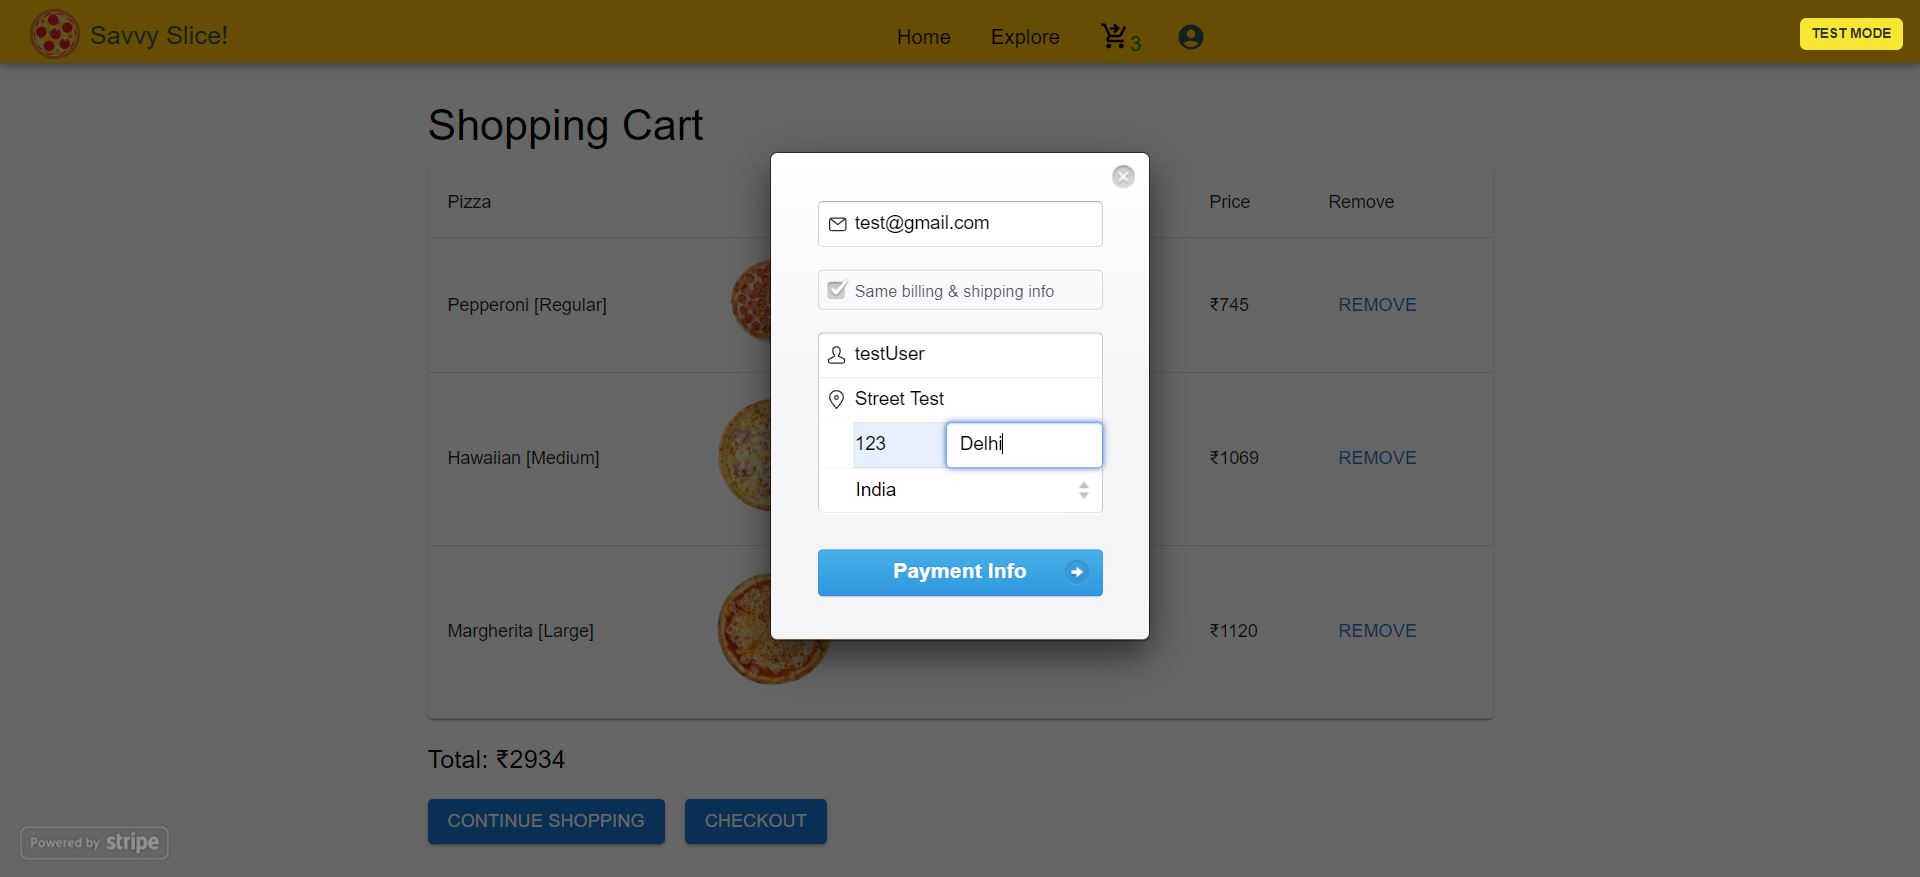 Savvy Slice!
Home Explore 3
TEST MODE
Shopping Cart
Pizza Price Remove
Pepperoni [Regular] ₹745 REMOVE
Hawaiian [Medium] ₹1069 REMOVE
Margherita [Large] ₹1120 REMOVE
test@gmail.com
Same billing & shipping info
testUser
Street Test
123 Delhi
India
Payment Info
Total: ₹2934
CONTINUE SHOPPING CHECKOUT
Powered by stripe